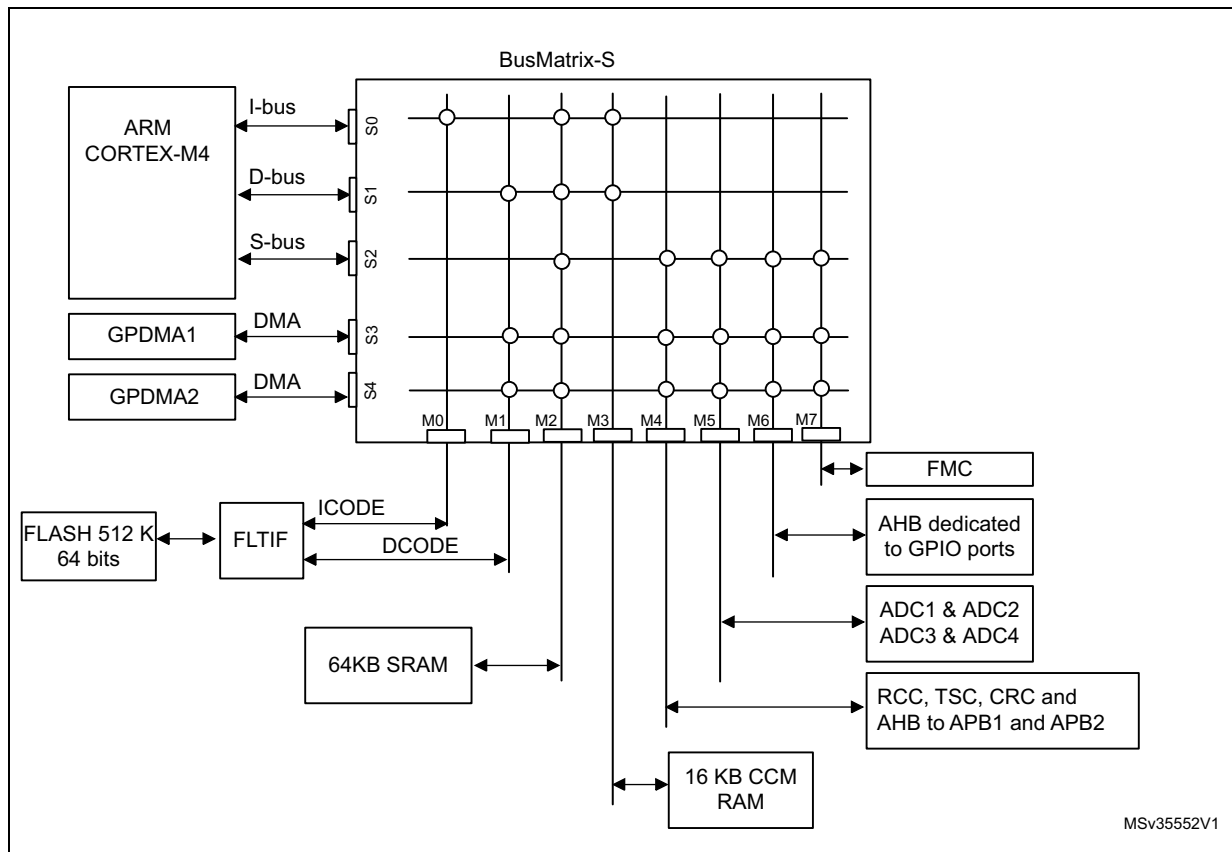 BusMatrix-S
ARM
CORTEX-M4
I-bus
D-bus
S-bus
S0
S1
S2
S3
S4
GPDMA1
DMA
GPDMA2
DMA
M0
M1
M2
M3
M4
M5
M6
M7
FMC
FLASH 512 K
64 bits
FLTIF
ICODE
DCODE
AHB dedicated
to GPIO ports
ADC1 & ADC2
ADC3 & ADC4
64KB SRAM
RCC, TSC, CRC and
AHB to APB1 and APB2
16 KB CCM
RAM
MSv35552V1